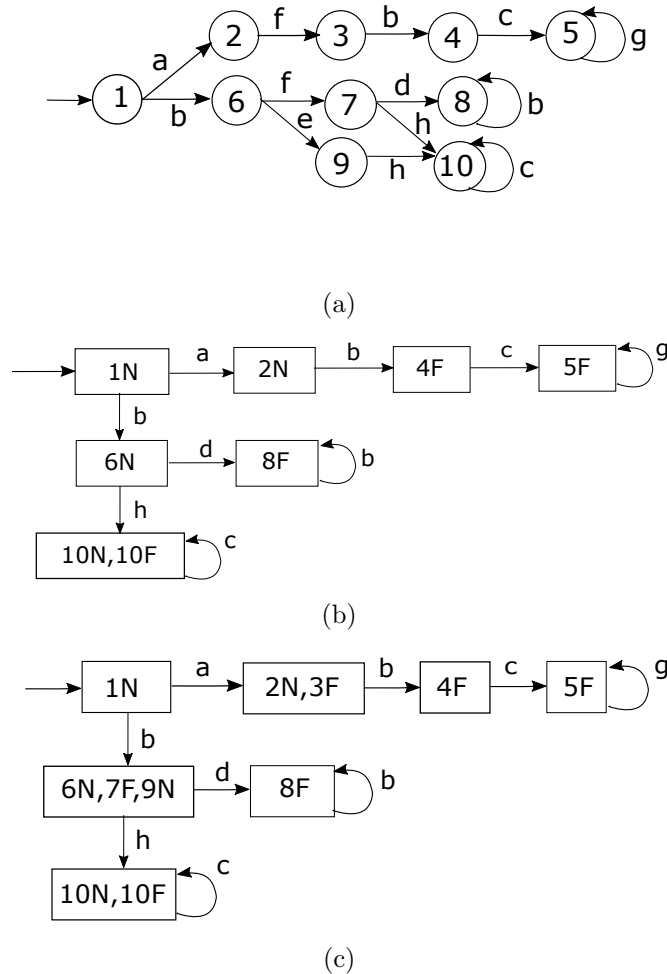 f b c
2 3 4 5
a g
1 f d
6 7 8
b e h b
9 h 10 c
(a)
a b c g
1N 2N 4F 5F
b
6N d 8F b
h
10N,10F c
(b)
a b c g
1N 2N,3F 4F 5F
b
6N,7F,9N d 8F b
h
10N,10F c
(c)